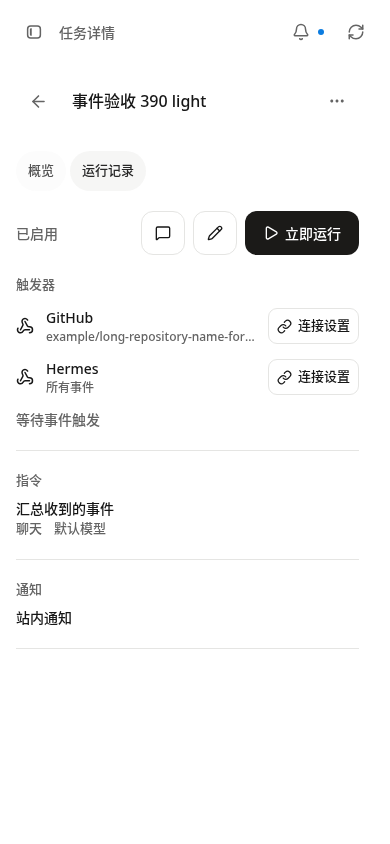 任务详情
事件验收 390 light
概览
运行记录
已启用
立即运行
触发器
GitHub
example/long-repository-name-for...
连接设置
Hermes
所有事件
连接设置
等待事件触发
指令
汇总收到的事件
聊天 默认模型
通知
站内通知